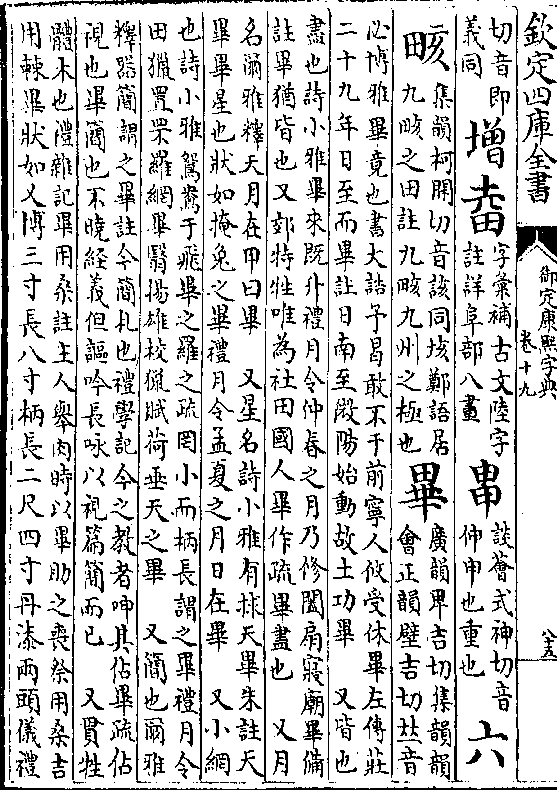 欽定四庫全書
切音即
義同
增
字彙補古文陸字
註詳阜部八畫
談薈式神切音
伸申也重也
六
二
畡
集韻柯開切音該同垓鄭語居
九畡之田註九畡九州之極也
畢
廣韻卑吉切集韻韻
會正韻壁吉切𠀤音
必博雅畢竟也書大誥予曷敢不于前寧人攸受休畢左傳莊
二十九年日至而畢註日南至微陽始動故土功畢 又皆也
盡也詩小雅畢來既升禮月令仲春之月乃修闔扇寢廟畢備
註畢猶皆也又郊特牲唯為社田國人畢作疏畢盡也 又月
名爾雅釋天月在甲曰畢 又星名詩小雅有捄天畢朱註天
畢畢星也狀如掩兔之畢禮月令孟夏之月日在畢 又小網
也詩小雅鴛鴦于飛畢之羅之疏罔小而柄長謂之畢禮月令
田獵罝罘羅網畢翳揚雄校獵賦荷垂天之畢 又簡也爾雅
釋器簡謂之畢註今簡札也禮學記今之教者呻其佔畢疏佔
視也畢簡也不曉經義但謳吟長咏以視篇簡而已 又貫牲
體木也禮雜記畢用桑註主人舉肉時以畢助之喪祭用桑吉
用棘畢狀如叉博三寸長八寸柄長二尺四寸丹漆兩頭儀禮
御定康熙字典
卷十九
八五